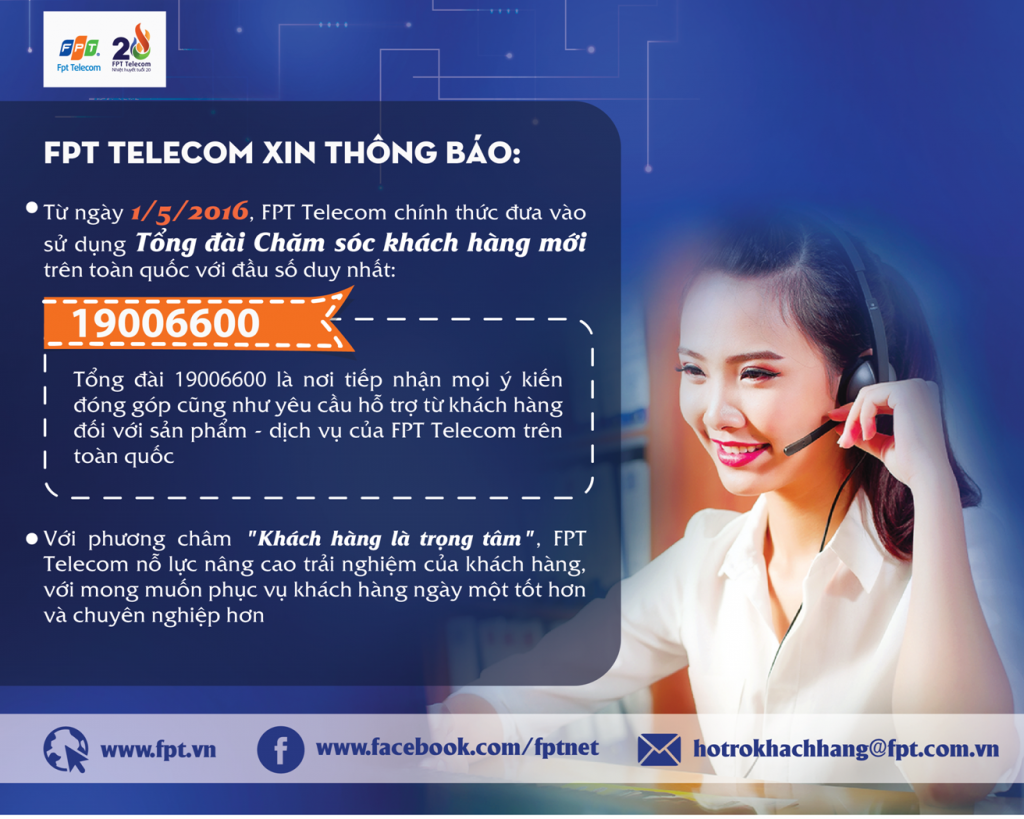 FPT
Fpt Telecom
20
FPT Telecom
Nhiệt huyết tuổi 20
FPT TELECOM XIN THÔNG BÁO:
Từ ngày 1/5/2016, FPT Telecom chính thức đưa vào
sử dụng Tổng đài Chăm sóc khách hàng mới
trên toàn quốc với đầu số duy nhất:
19006600
Tổng đài 19006600 là nơi tiếp nhận mọi ý kiến
đóng góp cũng như yêu cầu hỗ trợ từ khách hàng
đối với sản phẩm - dịch vụ của FPT Telecom trên
toàn quốc
Với phương châm "Khách hàng là trọng tâm", FPT
Telecom nỗ lực nâng cao trải nghiệm của khách hàng,
với mong muốn phục vụ khách hàng ngày một tốt hơn
và chuyên nghiệp hơn
www.fpt.vn
www.facebook.com/fptnet
hotrokhachhang@fpt.com.vn